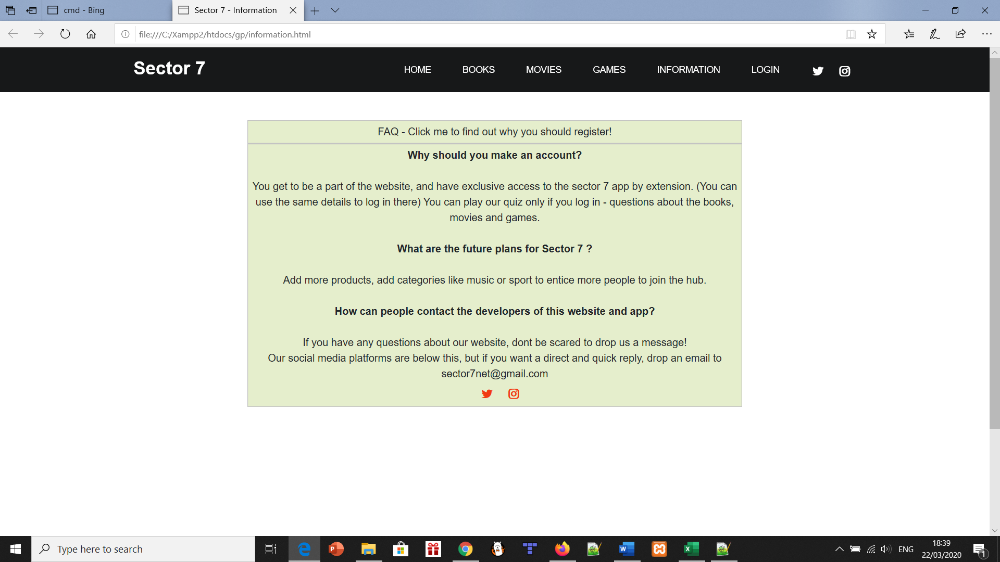 cmd - Bing
Sector 7 - Information
file:///C:/Xampp2/htdocs/gp/information.html
Sector 7
HOME BOOKS MOVIES GAMES INFORMATION LOGIN
FAQ - Click me to find out why you should register!
Why should you make an account?
You get to be a part of the website, and have exclusive access to the sector 7 app by extension. (You can
use the same details to log in there) You can play our quiz only if you log in - questions about the books,
movies and games.
What are the future plans for Sector 7 ?
Add more products, add categories like music or sport to entice more people to join the hub.
How can people contact the developers of this website and app?
If you have any questions about our website, dont be scared to drop us a message!
Our social media platforms are below this, but if you want a direct and quick reply, drop an email to
sector7net@gmail.com
Type here to search
ENG
18:39
22/03/2020
1